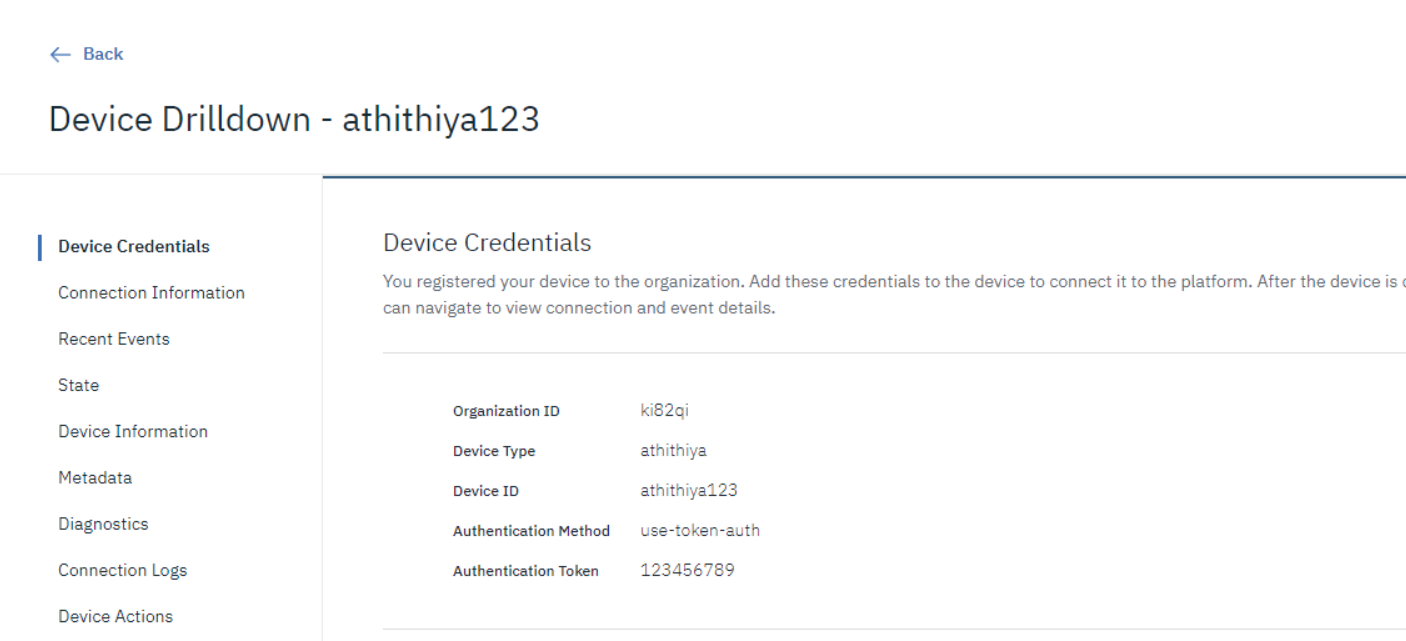 Back
Device Drilldown - athithiya123
Device Credentials
Connection Information
Recent Events
State
Device Information
Metadata
Diagnostics
Connection Logs
Device Actions
Device Credentials
You registered your device to the organization. Add these credentials to the device to connect it to the platform. After the device is
can navigate to view connection and event details.
Organization ID ki82qi
Device Type athithiya
Device ID athithiya123
Authentication Method use-token-auth
Authentication Token 123456789